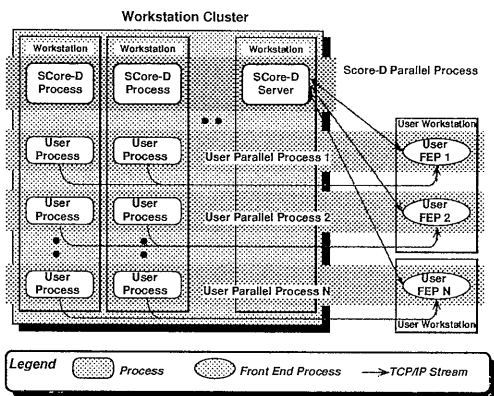 Workstation Cluster
Workstation
Workstation
Workstation
SCore-D
Process
SCore-D
Process
SCore-D
Server
Score-D Parallel Process
User Workstation
User
Process
User
Process
User Parallel Process 1
User
FEP 1
User
Process
User
Process
User Parallel Process 2
User
FEP 2
User
Process
User
Process
User Parallel Process N
User
FEP N
User Workstation
Legend
Process
Front End Process
TCP/IP Stream